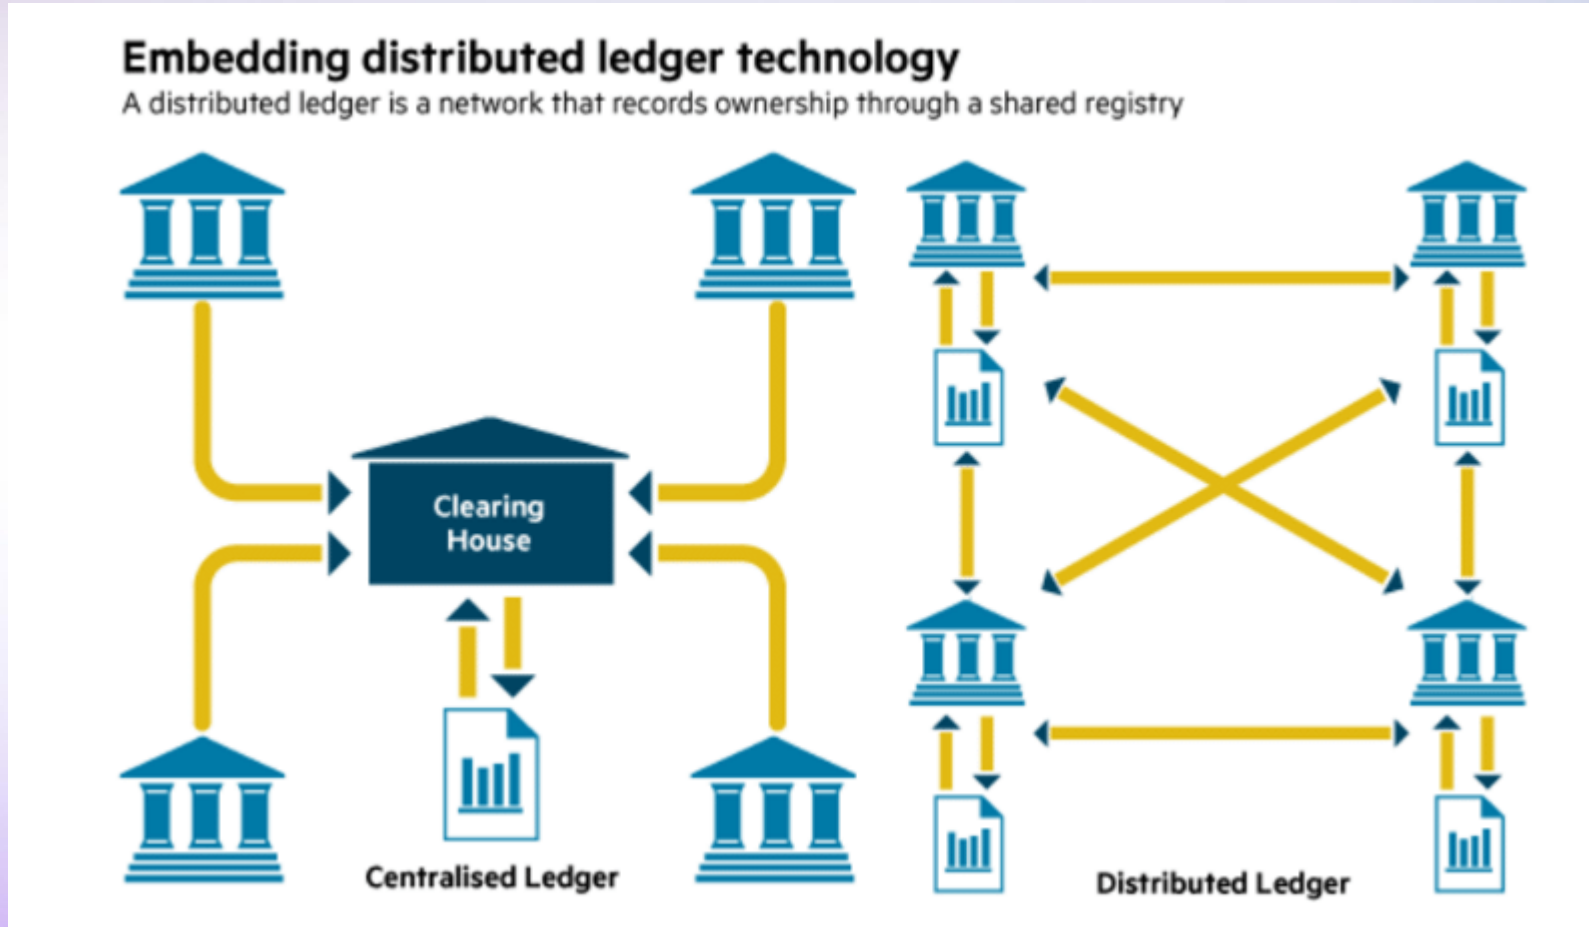 Embedding distributed ledger technology
A distributed ledger is a network that records ownership through a shared registry
Clearing
House
Centralised Ledger
Distributed Ledger